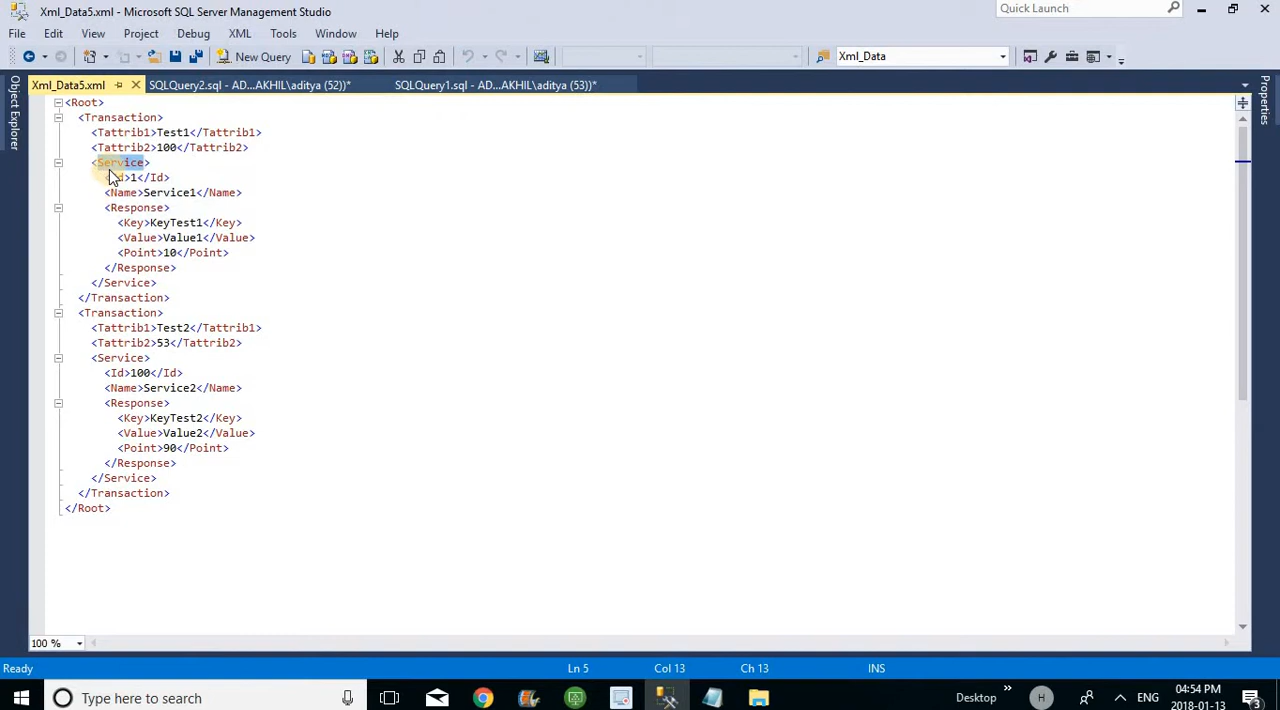 Xml_Data5.xml - Microsoft SQL Server Management Studio
Quick Launch
File Edit View Project Debug XML Tools Window Help
New Query
Xml_Data
Xml_Data5.xml
SQLQuery2.sql - AD...AKHIL\aditya (52))*
SQLQuery1.sql - AD...AKHIL\aditya (53))*
Object Explorer
Properties
<Root>
<Transaction>
<Tattrib1>Test1</Tattrib1>
<Tattrib2>100</Tattrib2>
<Service>
<Id>1</Id>
<Name>Service1</Name>
<Response>
<Key>KeyTest1</Key>
<Value>Value1</Value>
<Point>10</Point>
</Response>
</Service>
</Transaction>
<Transaction>
<Tattrib1>Test2</Tattrib1>
<Tattrib2>53</Tattrib2>
<Service>
<Id>100</Id>
<Name>Service2</Name>
<Response>
<Key>KeyTest2</Key>
<Value>Value2</Value>
<Point>90</Point>
</Response>
</Service>
</Transaction>
</Root>
100 %
Ready Ln 5 Col 13 Ch 13 INS
Type here to search
Desktop
H
ENG
04:54 PM
2018-01-13
3